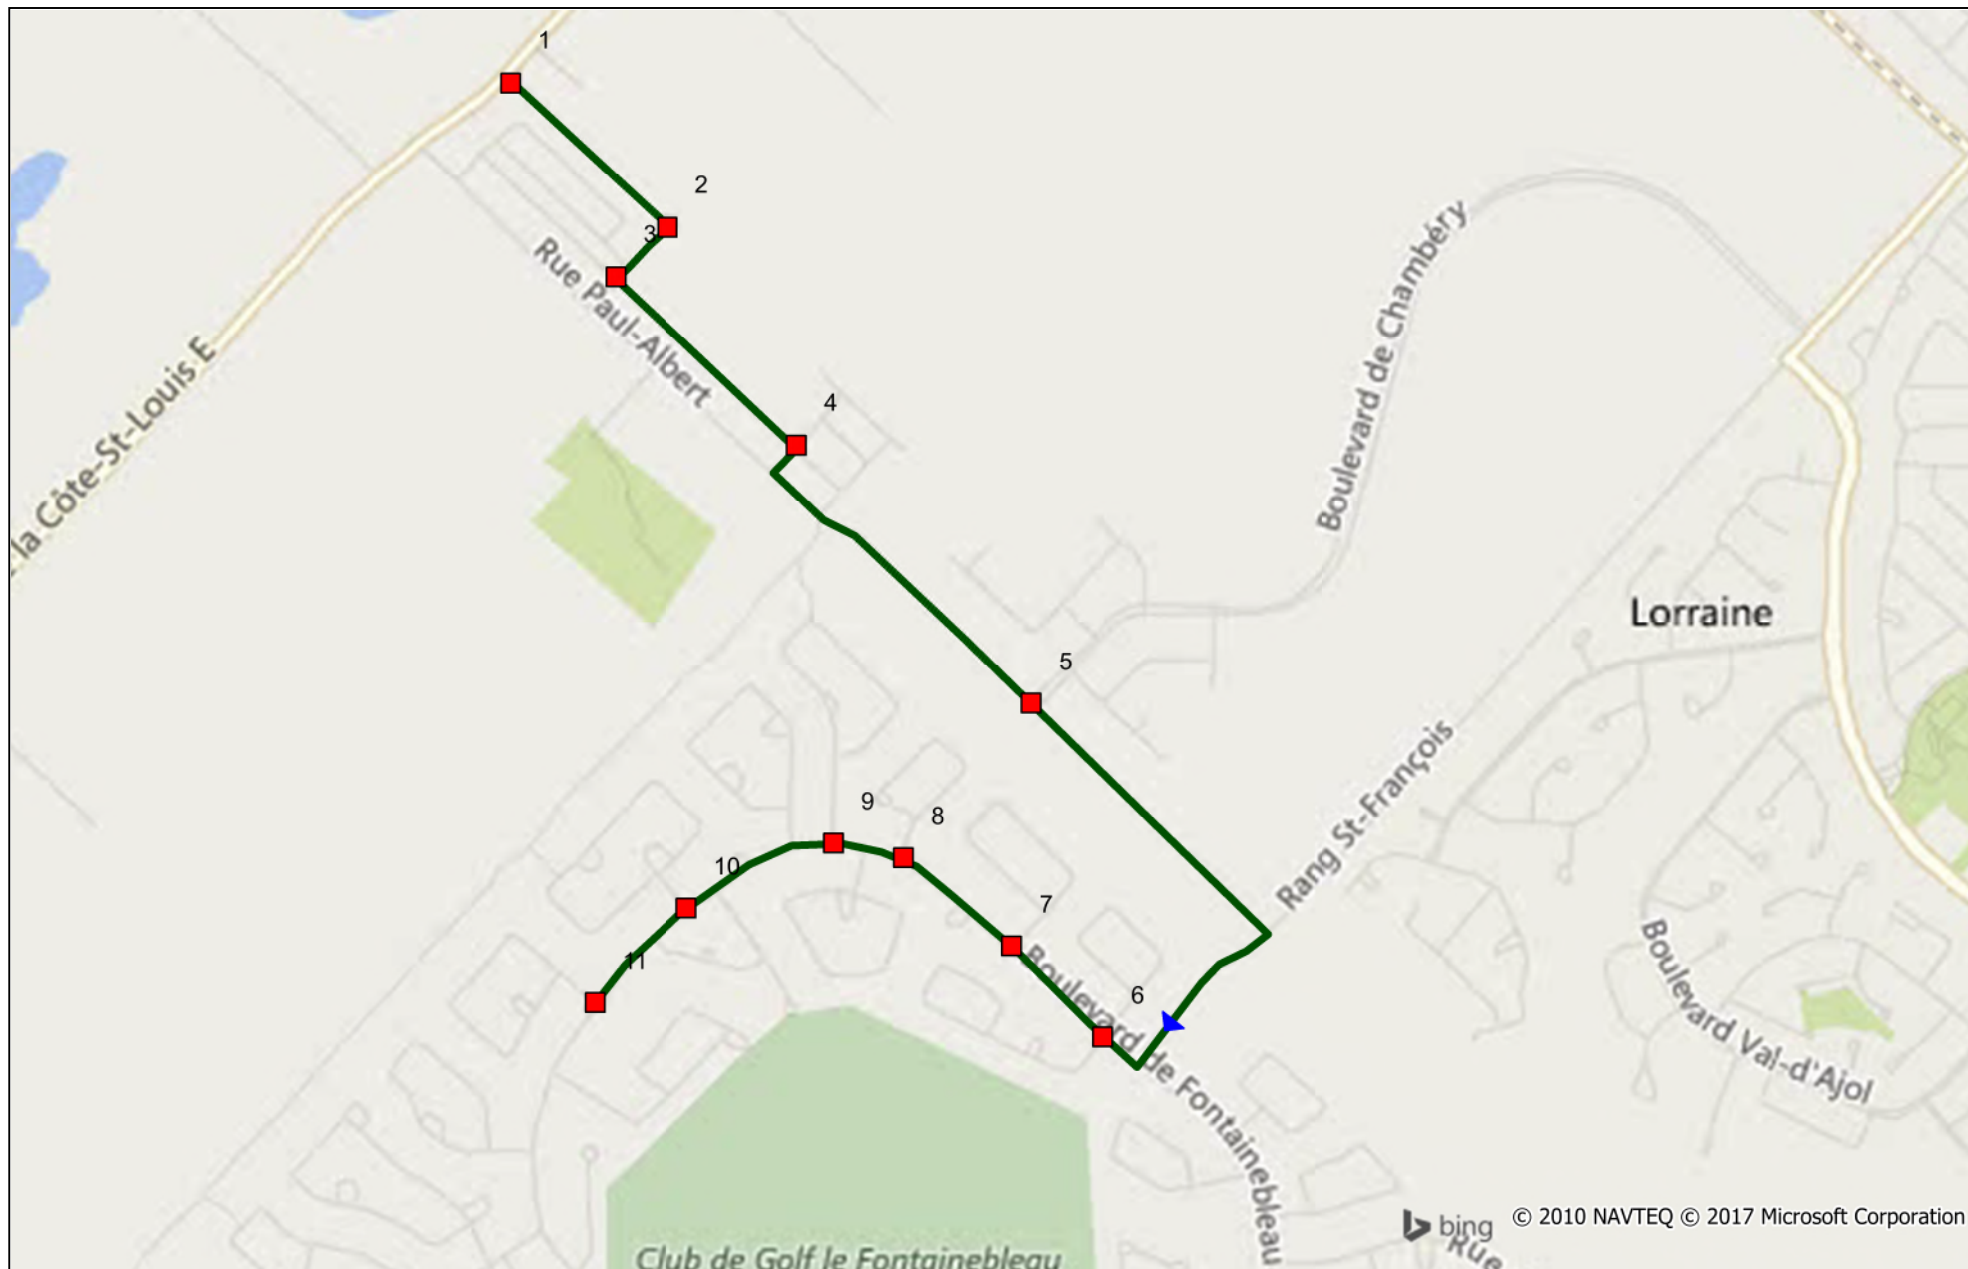 1
2
3
Rue Paul-Albert
la Côte-St-Louis E
4
Boulevard de Chambéry
Lorraine
5
Rang St-François
9
8
10
7
11
6
Boulevard de Fontainebleau
Boulevard Val-d'Ajol
bing
© 2010 NAVTEQ © 2017 Microsoft Corporation
Rue
Club de Golf le Fontainebleau